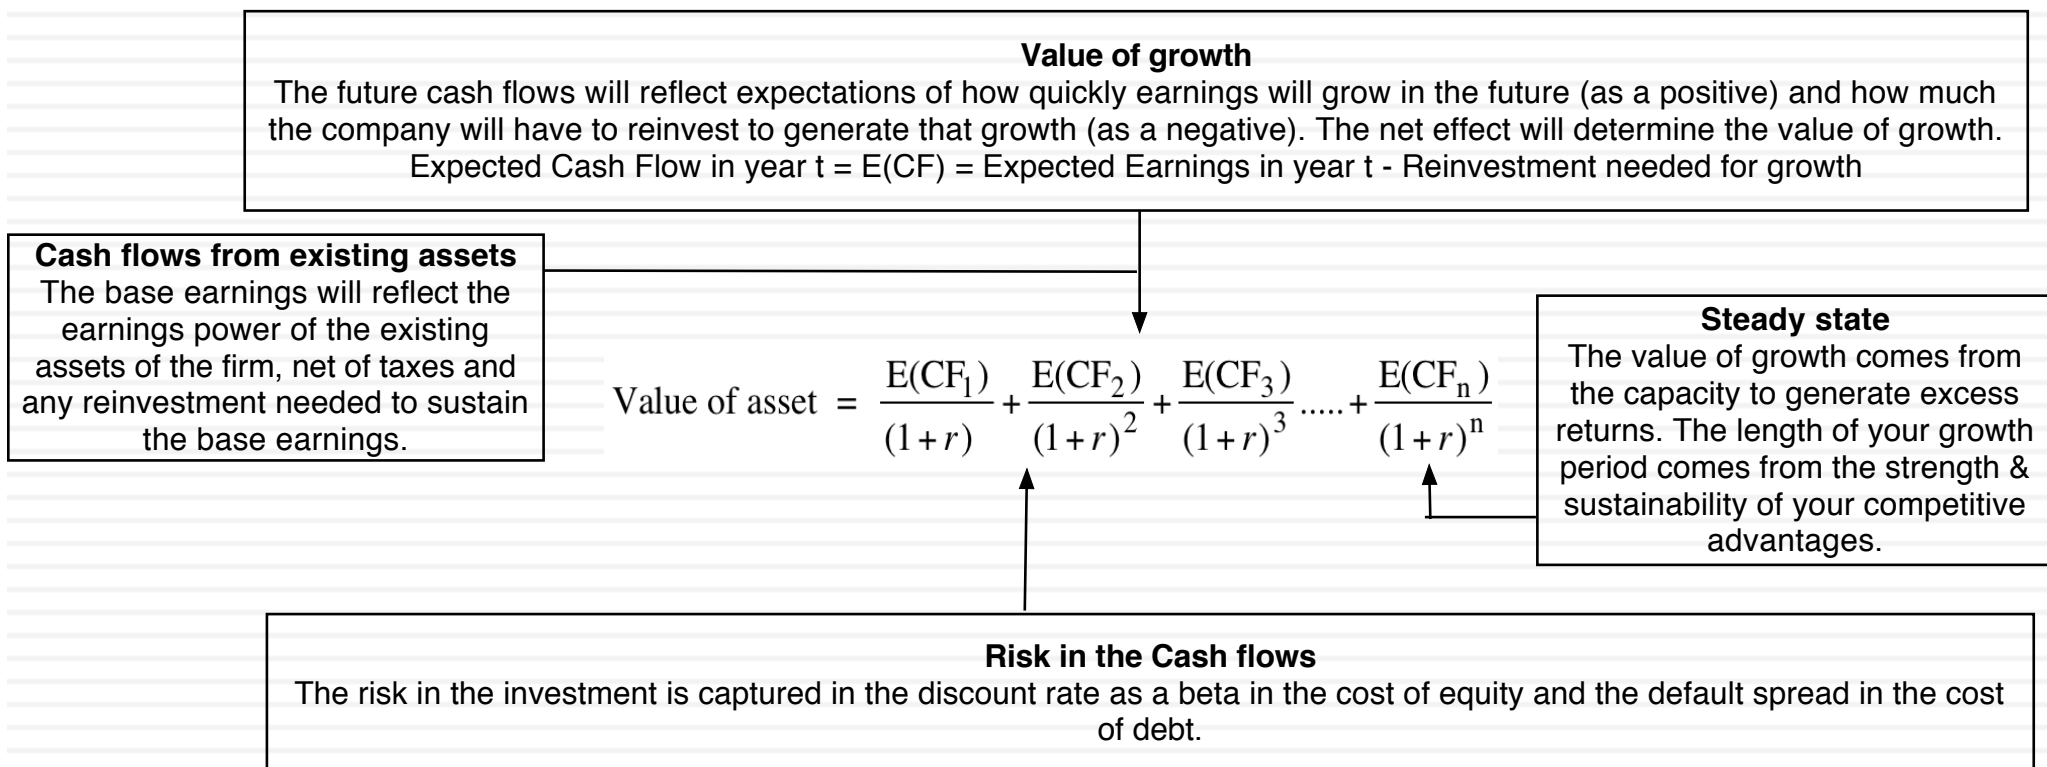 Value of growth
The future cash flows will reflect expectations of how quickly earnings will grow in the future (as a positive) and how much
the company will have to reinvest to generate that growth (as a negative). The net effect will determine the value of growth.
Expected Cash Flow in year t = E(CF) = Expected Earnings in year t - Reinvestment needed for growth
Cash flows from existing assets
The base earnings will reflect the
earnings power of the existing
assets of the firm, net of taxes and
any reinvestment needed to sustain
the base earnings.
Value of asset = E(CF₁)/(1+r) + E(CF₂)/(1+r)² + E(CF₃)/(1+r)³ ..... + E(CFₙ)/(1+r)ⁿ
Steady state
The value of growth comes from
the capacity to generate excess
returns. The length of your growth
period comes from the strength &
sustainability of your competitive
advantages.
Risk in the Cash flows
The risk in the investment is captured in the discount rate as a beta in the cost of equity and the default spread in the cost
of debt.